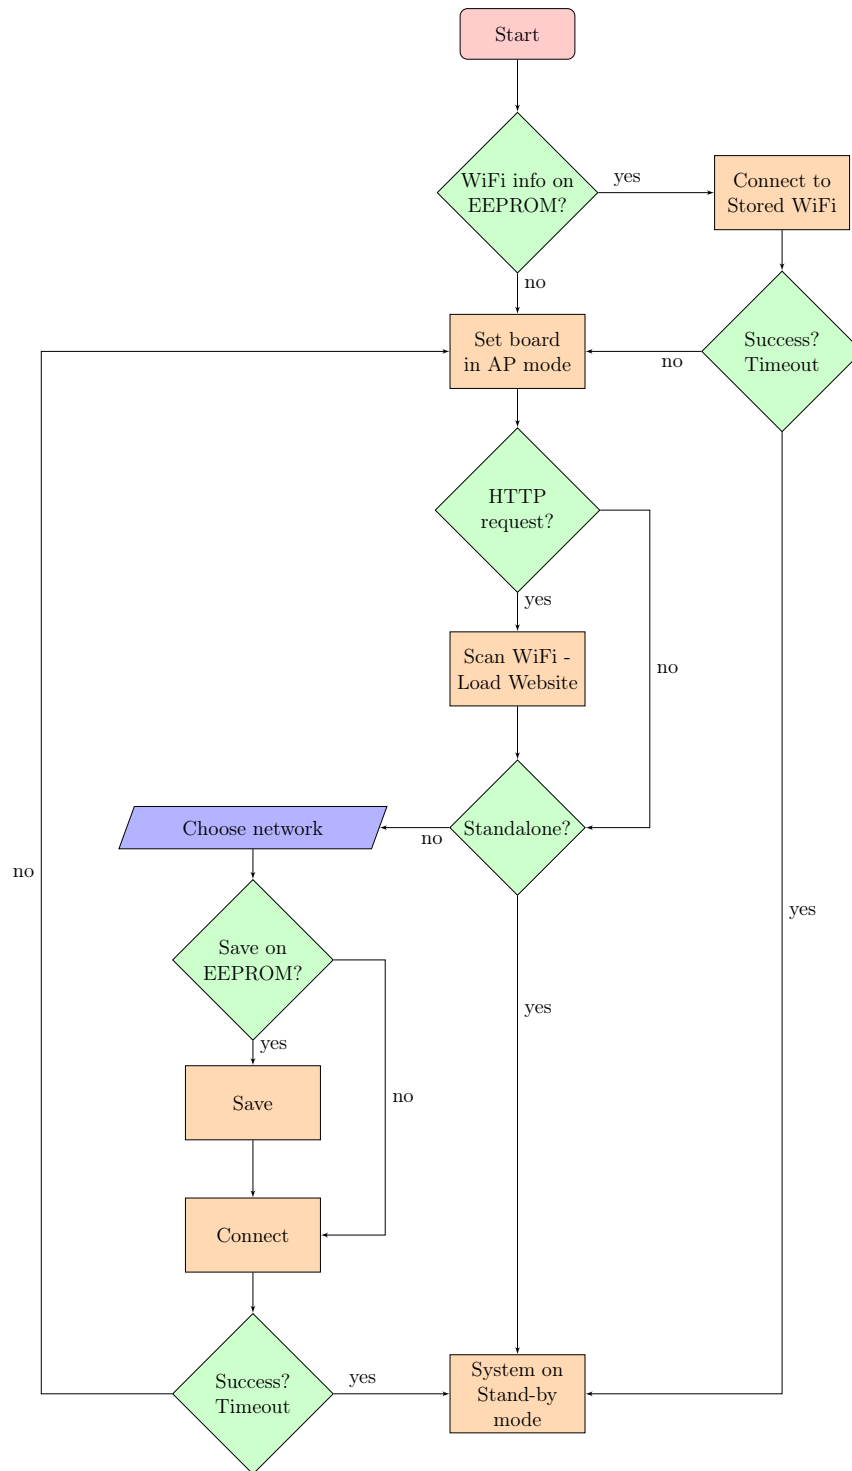 Start
WiFi info on
EEPROM?
yes
Connect to
Stored WiFi
no
Set board
in AP mode
no
Success?
Timeout
HTTP
request?
yes
Scan WiFi -
Load Website
no
Choose network
no
Standalone?
no
yes
Save on
EEPROM?
yes
yes
Save
no
Connect
Success?
Timeout
yes
System on
Stand-by
mode